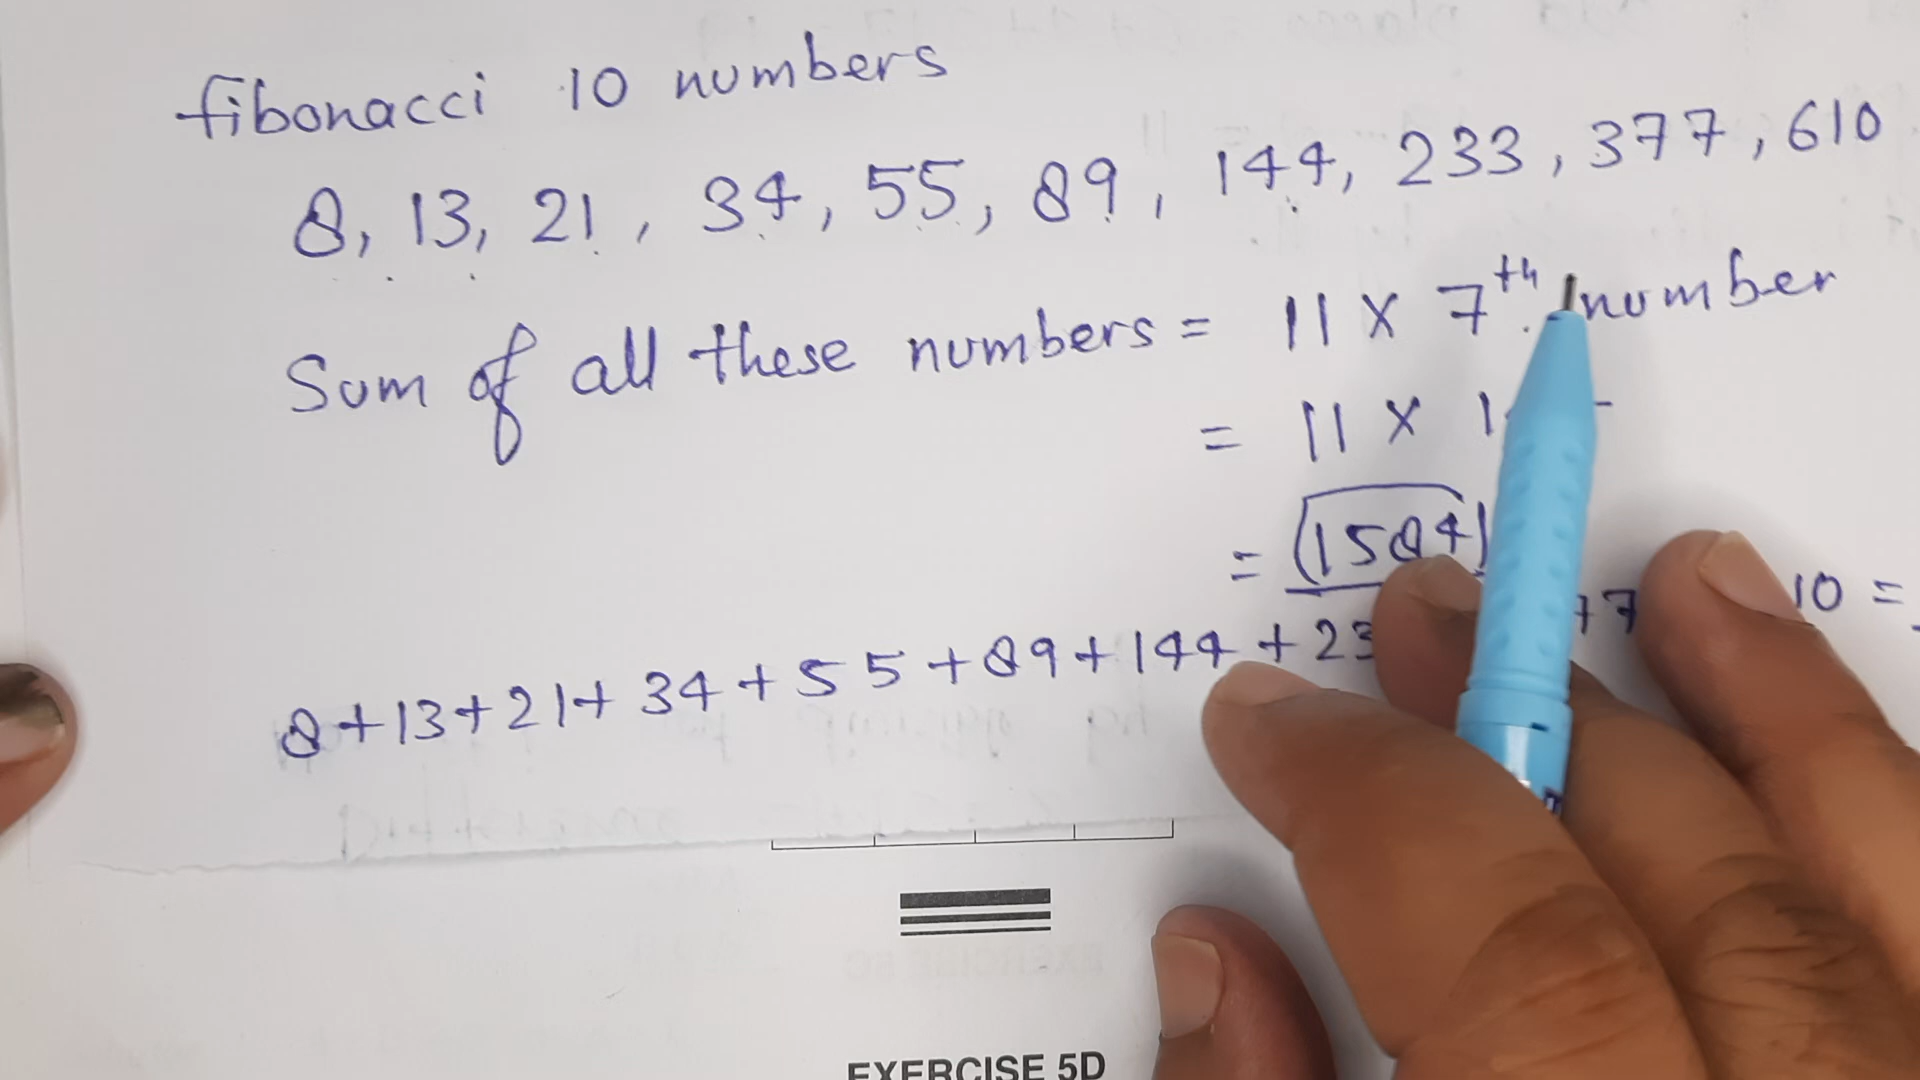 fibonacci 10 numbers
8, 13, 21, 34, 55, 89, 144, 233, 377, 610
Sum of all these numbers = 11 x 7th number
= 11 x 1
= (1584)
8+13+21+34+55+89+144+23 77 10 =
EXERCISE 5D